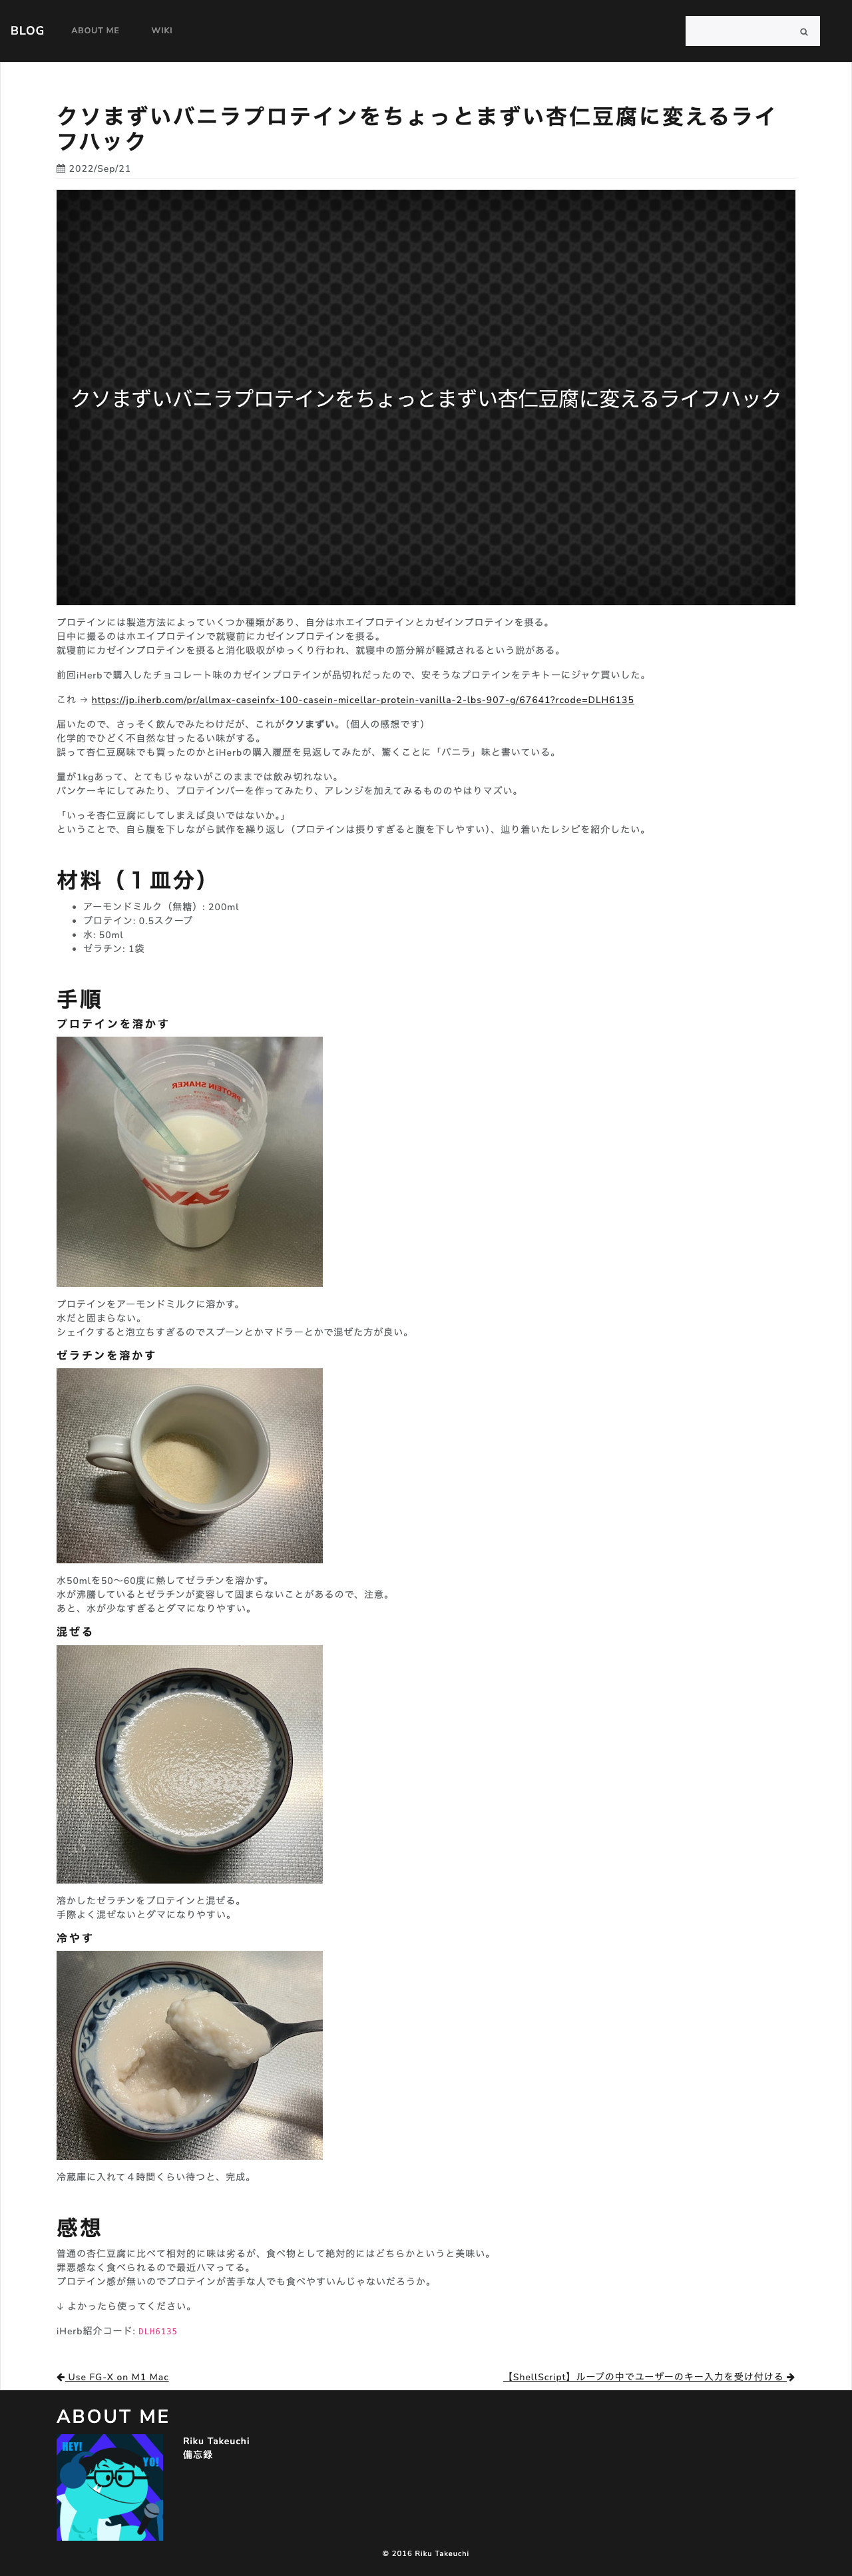 BLOG ABOUT ME WIKI
クソまずいバニラプロテインをちょっとまずい杏仁豆腐に変えるライ
フハック
2022/Sep/21
クソまずいバニラプロテインをちょっとまずい杏仁豆腐に変えるライフハック
プロテインには製造方法によっていくつか種類があり、自分はホエイプロテインとカゼインプロテインを摂る。
日中に撮るのはホエイプロテインで就寝前にカゼインプロテインを摂る。
就寝前にカゼインプロテインを摂ると消化吸収がゆっくり行われ、就寝中の筋分解が軽減されるという説がある。
前回iHerbで購入したチョコレート味のカゼインプロテインが品切れだったので、安そうなプロテインをテキトーにジャケ買いした。
これ → https://jp.iherb.com/pr/allmax-caseinfx-100-casein-micellar-protein-vanilla-2-lbs-907-g/67641?rcode=DLH6135
届いたので、さっそく飲んでみたわけだが、これがクソまずい。（個人の感想です）
化学的でひどく不自然な甘ったるい味がする。
誤って杏仁豆腐味でも買ったのかとiHerbの購入履歴を見返してみたが、驚くことに「バニラ」味と書いている。
量が1kgあって、とてもじゃないがこのままでは飲み切れない。
パンケーキにしてみたり、プロテインバーを作ってみたり、アレンジを加えてみるもののやはりマズい。
「いっそ杏仁豆腐にしてしまえば良いではないか。」
ということで、自ら腹を下しながら試作を繰り返し（プロテインは摂りすぎると腹を下しやすい）、辿り着いたレシピを紹介したい。
材料（１皿分）
アーモンドミルク（無糖）: 200ml
プロテイン: 0.5スクープ
水: 50ml
ゼラチン: 1袋
手順
プロテインを溶かす
PROTEIN SHAKER
SAVA
プロテインをアーモンドミルクに溶かす。
水だと固まらない。
シェイクすると泡立ちすぎるのでスプーンとかマドラーとかで混ぜた方が良い。
ゼラチンを溶かす
水50mlを50〜60度に熱してゼラチンを溶かす。
水が沸騰しているとゼラチンが変容して固まらないことがあるので、注意。
あと、水が少なすぎるとダマになりやすい。
混ぜる
溶かしたゼラチンをプロテインと混ぜる。
手際よく混ぜないとダマになりやすい。
冷やす
冷蔵庫に入れて４時間くらい待つと、完成。
感想
普通の杏仁豆腐に比べて相対的に味は劣るが、食べ物として絶対的にはどちらかというと美味い。
罪悪感なく食べられるので最近ハマってる。
プロテイン感が無いのでプロテインが苦手な人でも食べやすいんじゃないだろうか。
↓ よかったら使ってください。
iHerb紹介コード: DLH6135
← Use FG-X on M1 Mac
【ShellScript】ループの中でユーザーのキー入力を受け付ける →
ABOUT ME
HEY!
YO!
Riku Takeuchi
備忘録
© 2016 Riku Takeuchi